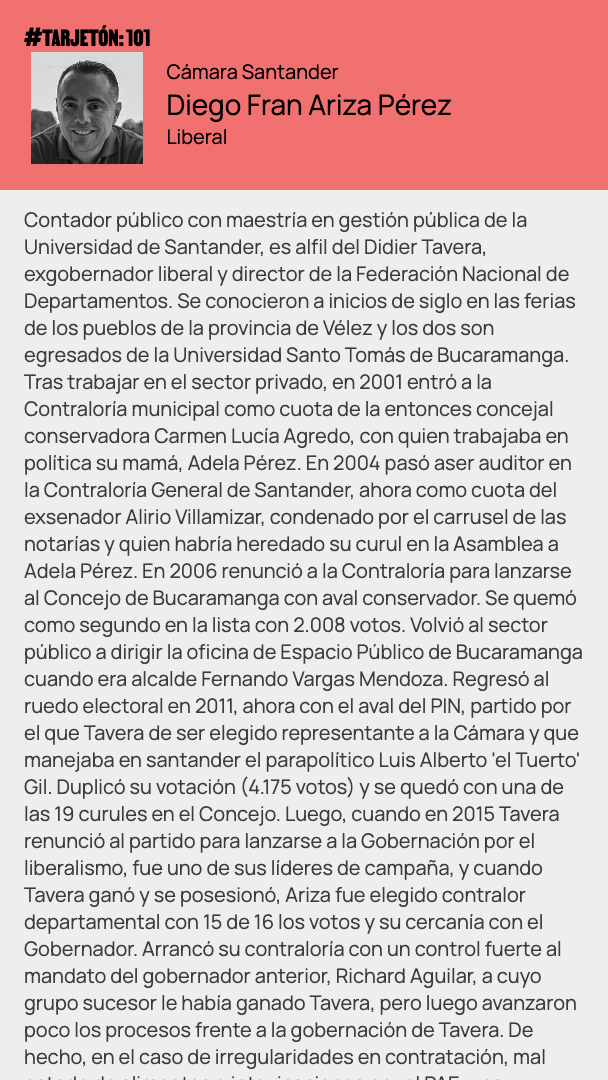 #TARJETÓN: 101
Cámara Santander
Diego Fran Ariza Pérez
Liberal
Contador público con maestría en gestión pública de la
Universidad de Santander, es alfil del Didier Tavera,
exgobernador liberal y director de la Federación Nacional de
Departamentos. Se conocieron a inicios de siglo en las ferias
de los pueblos de la provincia de Vélez y los dos son
egresados de la Universidad Santo Tomás de Bucaramanga.
Tras trabajar en el sector privado, en 2001 entró a la
Contraloría municipal como cuota de la entonces concejal
conservadora Carmen Lucía Agredo, con quien trabajaba en
política su mamá, Adela Pérez. En 2004 pasó aser auditor en
la Contraloría General de Santander, ahora como cuota del
exsenador Alirio Villamizar, condenado por el carrusel de las
notarías y quien habría heredado su curul en la Asamblea a
Adela Pérez. En 2006 renunció a la Contraloría para lanzarse
al Concejo de Bucaramanga con aval conservador. Se quemó
como segundo en la lista con 2.008 votos. Volvió al sector
público a dirigir la oficina de Espacio Público de Bucaramanga
cuando era alcalde Fernando Vargas Mendoza. Regresó al
ruedo electoral en 2011, ahora con el aval del PIN, partido por
el que Tavera de ser elegido representante a la Cámara y que
manejaba en santander el parapolítico Luis Alberto 'el Tuerto'
Gil. Duplicó su votación (4.175 votos) y se quedó con una de
las 19 curules en el Concejo. Luego, cuando en 2015 Tavera
renunció al partido para lanzarse a la Gobernación por el
liberalismo, fue uno de sus líderes de campaña, y cuando
Tavera ganó y se posesionó, Ariza fue elegido contralor
departamental con 15 de 16 los votos y su cercanía con el
Gobernador. Arrancó su contraloría con un control fuerte al
mandato del gobernador anterior, Richard Aguilar, a cuyo
grupo sucesor le había ganado Tavera, pero luego avanzaron
poco los procesos frente a la gobernación de Tavera. De
hecho, en el caso de irregularidades en contratación, mal